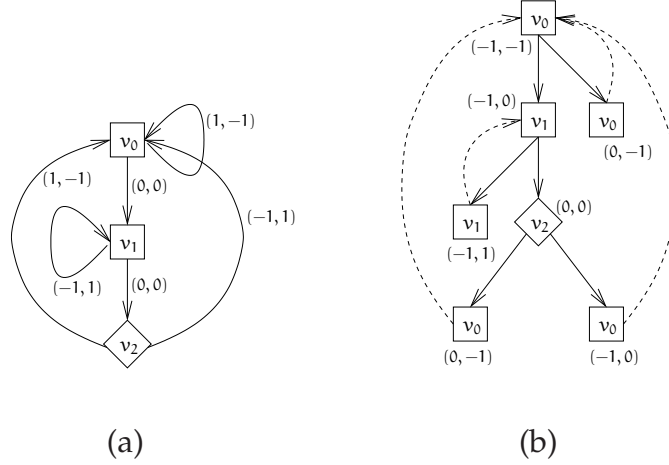 v₀
(−1, −1)
(1, −1)
(−1, 0)
v₀
v₁
v₀
(0, −1)
(1, −1)
(0, 0)
(−1, 1)
v₁
v₁
v₂
(0, 0)
(−1, 1)
(−1, 1)
(0, 0)
v₂
v₀
v₀
(0, −1)
(−1, 0)
(a)
(b)